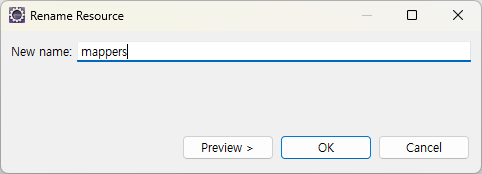 Rename Resource
New name: mappers
Preview >
OK
Cancel